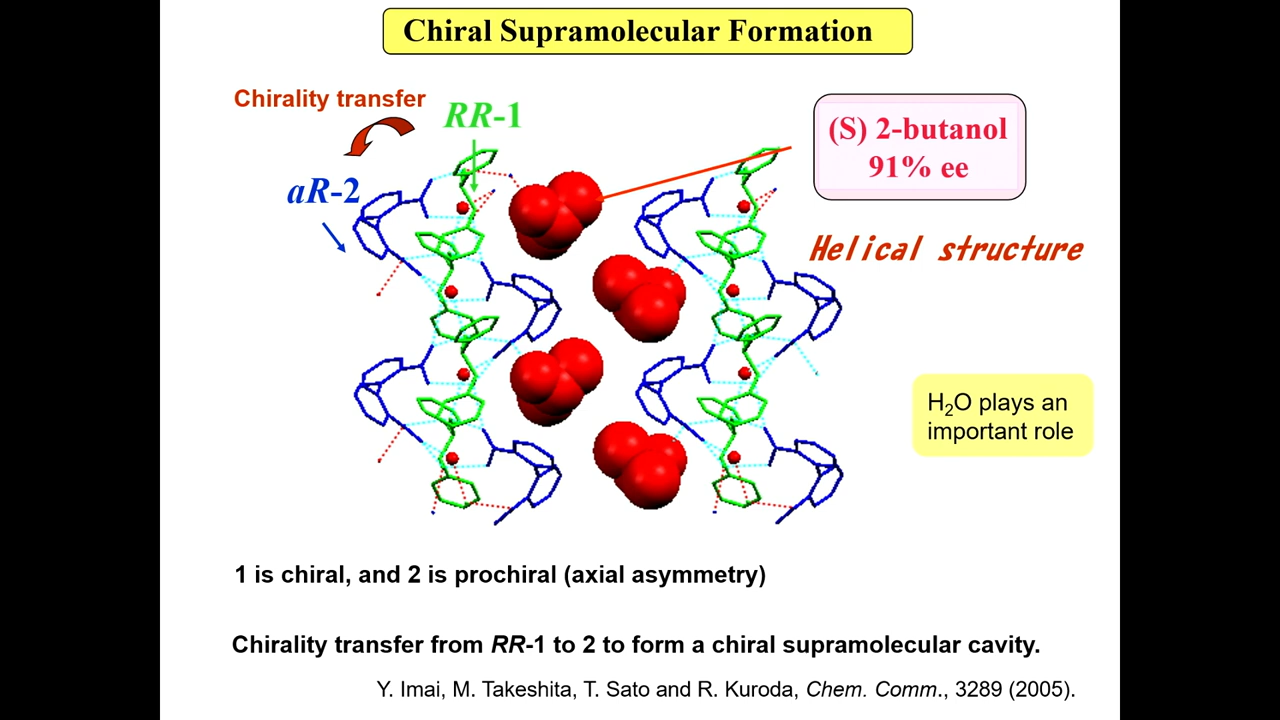 Chiral Supramolecular Formation
Chirality transfer
RR-1
aR-2
(S) 2-butanol
91% ee
Helical structure
H₂O plays an
important role
1 is chiral, and 2 is prochiral (axial asymmetry)
Chirality transfer from RR-1 to 2 to form a chiral supramolecular cavity.
Y. Imai, M. Takeshita, T. Sato and R. Kuroda, Chem. Comm., 3289 (2005).